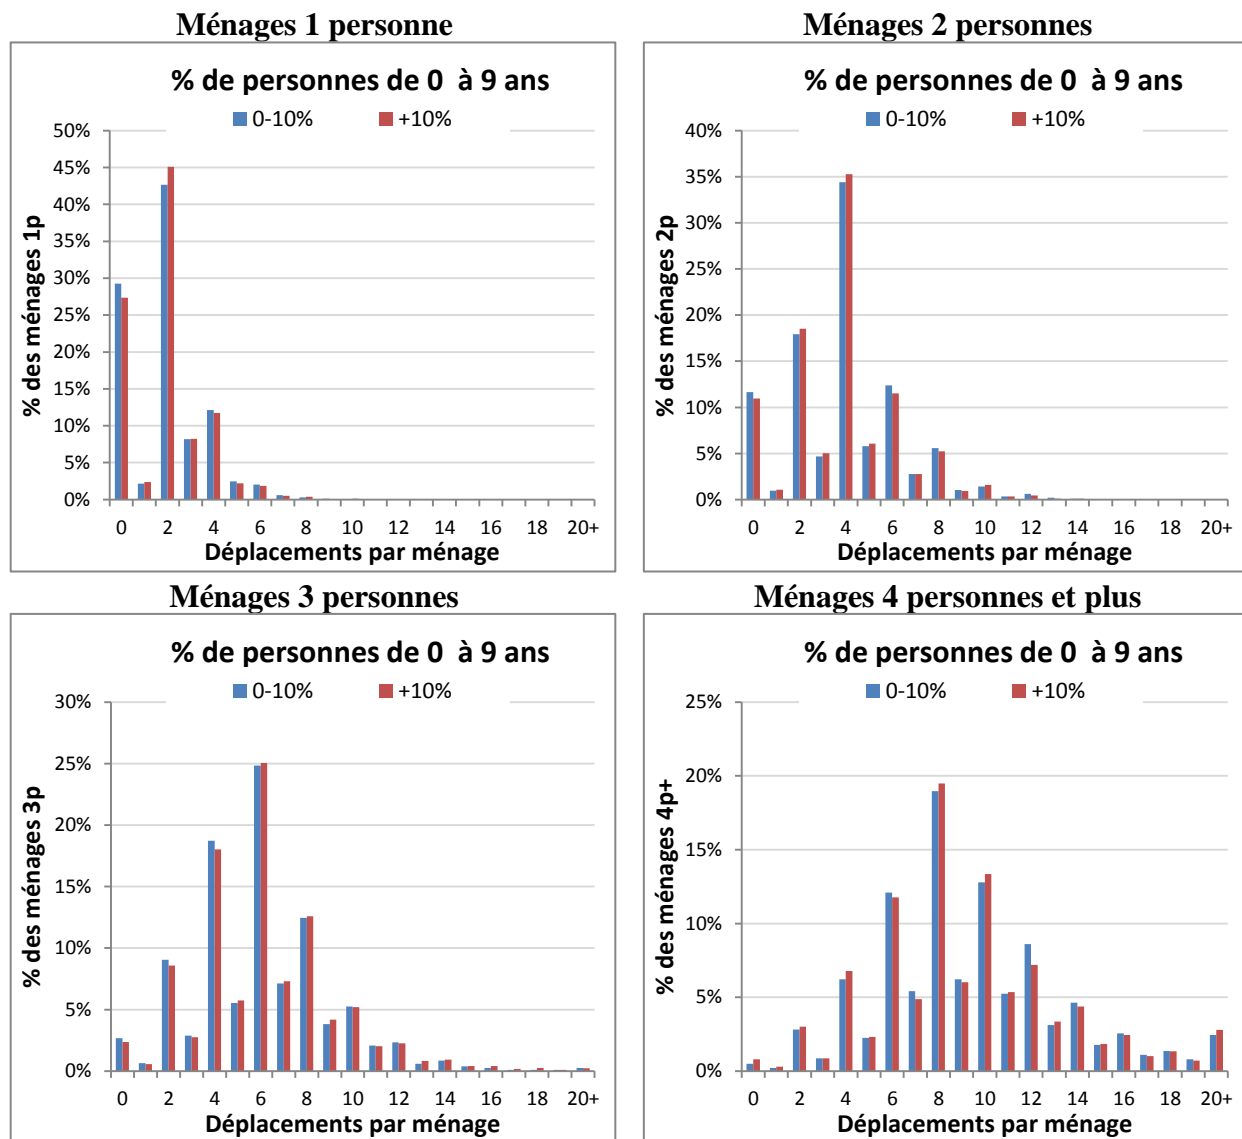 Ménages 1 personne
% de personnes de 0 à 9 ans
0-10% +10%
50%
45%
40%
35%
30%
25%
20%
15%
10%
5%
0%
% des ménages 1p
0 2 4 6 8 10 12 14 16 18 20+
Déplacements par ménage
Ménages 2 personnes
% de personnes de 0 à 9 ans
0-10% +10%
40%
35%
30%
25%
20%
15%
10%
5%
0%
% des ménages 2p
0 2 4 6 8 10 12 14 16 18 20+
Déplacements par ménage
Ménages 3 personnes
% de personnes de 0 à 9 ans
0-10% +10%
30%
25%
20%
15%
10%
5%
0%
% des ménages 3p
0 2 4 6 8 10 12 14 16 18 20+
Déplacements par ménage
Ménages 4 personnes et plus
% de personnes de 0 à 9 ans
0-10% +10%
25%
20%
15%
10%
5%
0%
% des ménages 4p+
0 2 4 6 8 10 12 14 16 18 20+
Déplacements par ménage